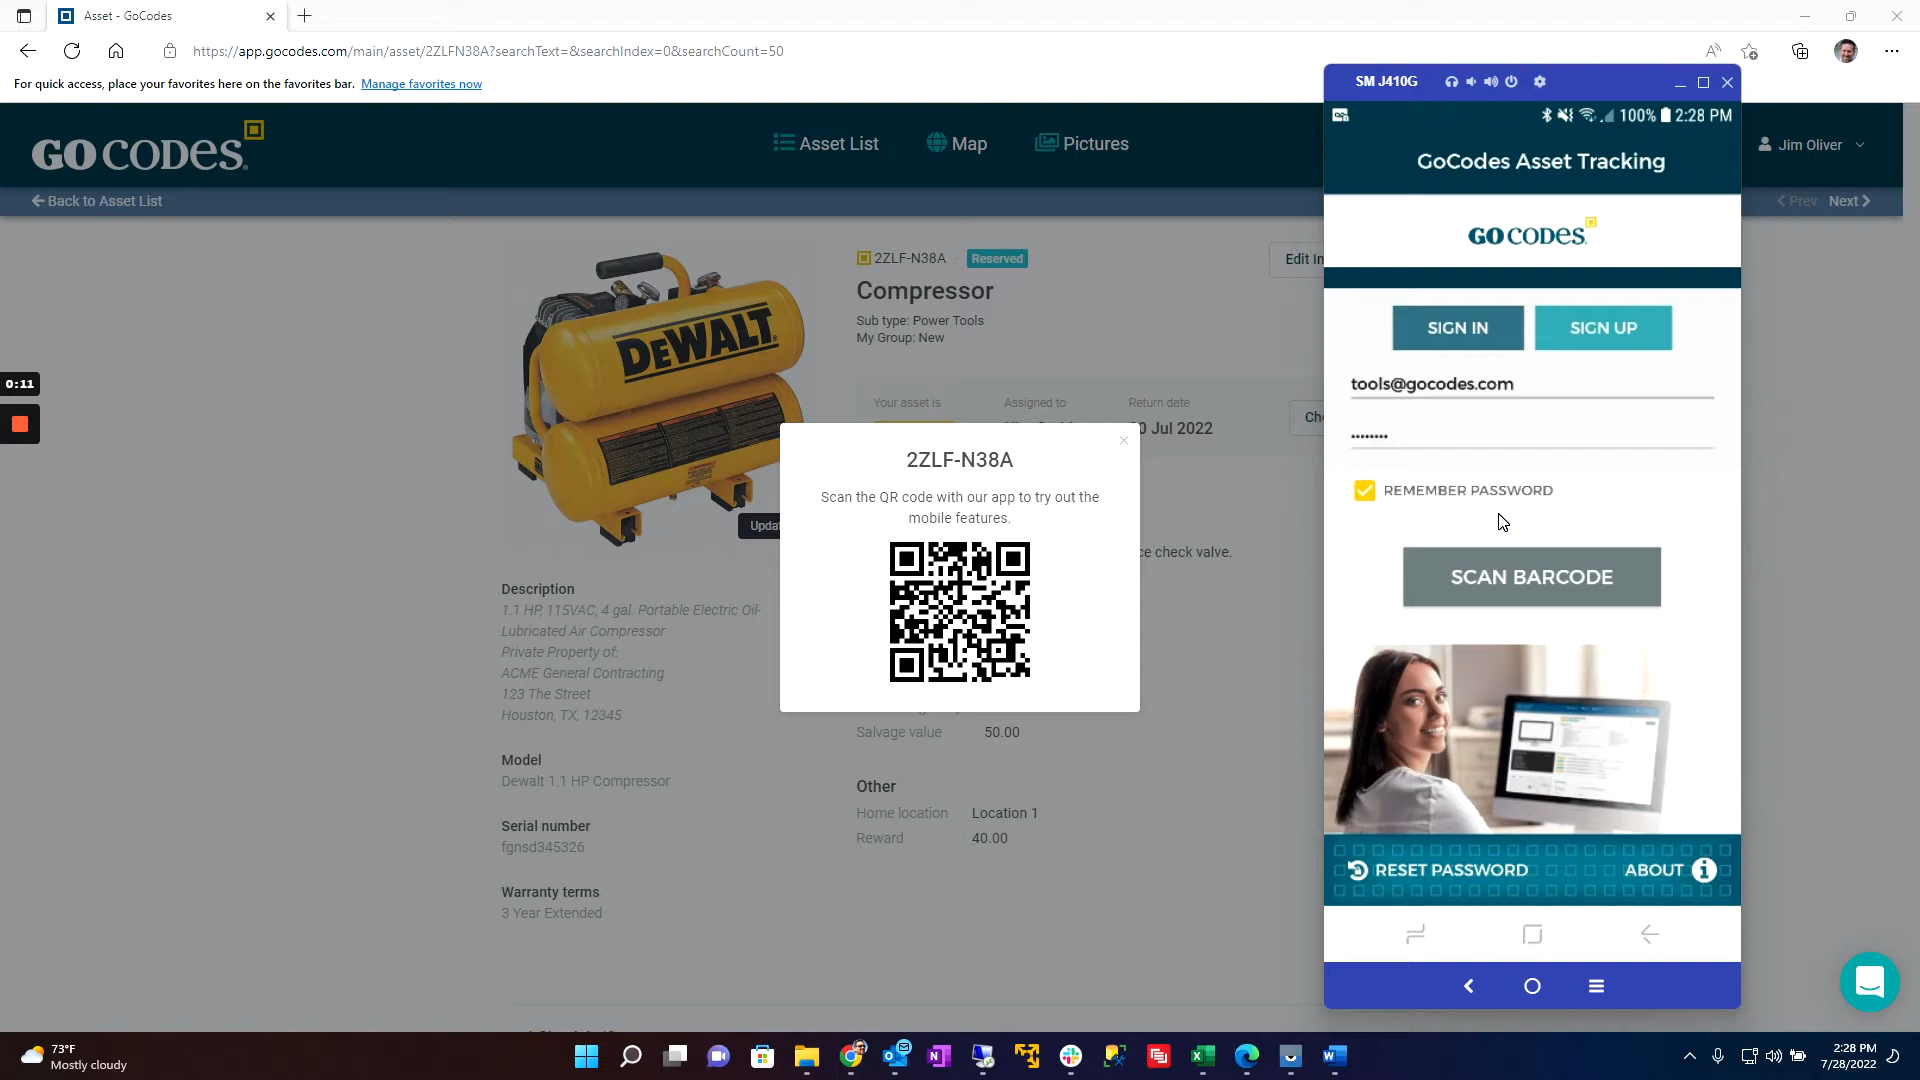 Asset - GoCodes
https://app.gocodes.com/main/asset/2ZLFN38A?searchText=&searchIndex=0&searchCount=50
For quick access, place your favorites here on the favorites bar. Manage favorites now
GO CODES
Asset List
Map
Pictures
Jim Oliver
Back to Asset List
Prev Next
0:11
DEWALT
2ZLF-N38A - Reserved
Edit In
Compressor
Sub type: Power Tools
My Group: New
Your asset is
Assigned to
Return date
0 Jul 2022
Updat
ce check valve.
2ZLF-N38A
Scan the QR code with our app to try out the
mobile features.
Description
1.1 HP, 115VAC, 4 gal. Portable Electric Oil-
Lubricated Air Compressor
Private Property of:
ACME General Contracting
123 The Street
Houston, TX, 12345
Model
Dewalt 1.1 HP Compressor
Serial number
fgnsd345326
Warranty terms
3 Year Extended
Salvage value 50.00
Other
Home location Location 1
Reward 40.00
SM J410G
100% 2:28 PM
GoCodes Asset Tracking
GO CODES
SIGN IN
SIGN UP
tools@gocodes.com
........
REMEMBER PASSWORD
SCAN BARCODE
RESET PASSWORD
ABOUT
73°F
Mostly cloudy
2:28 PM
7/28/2022